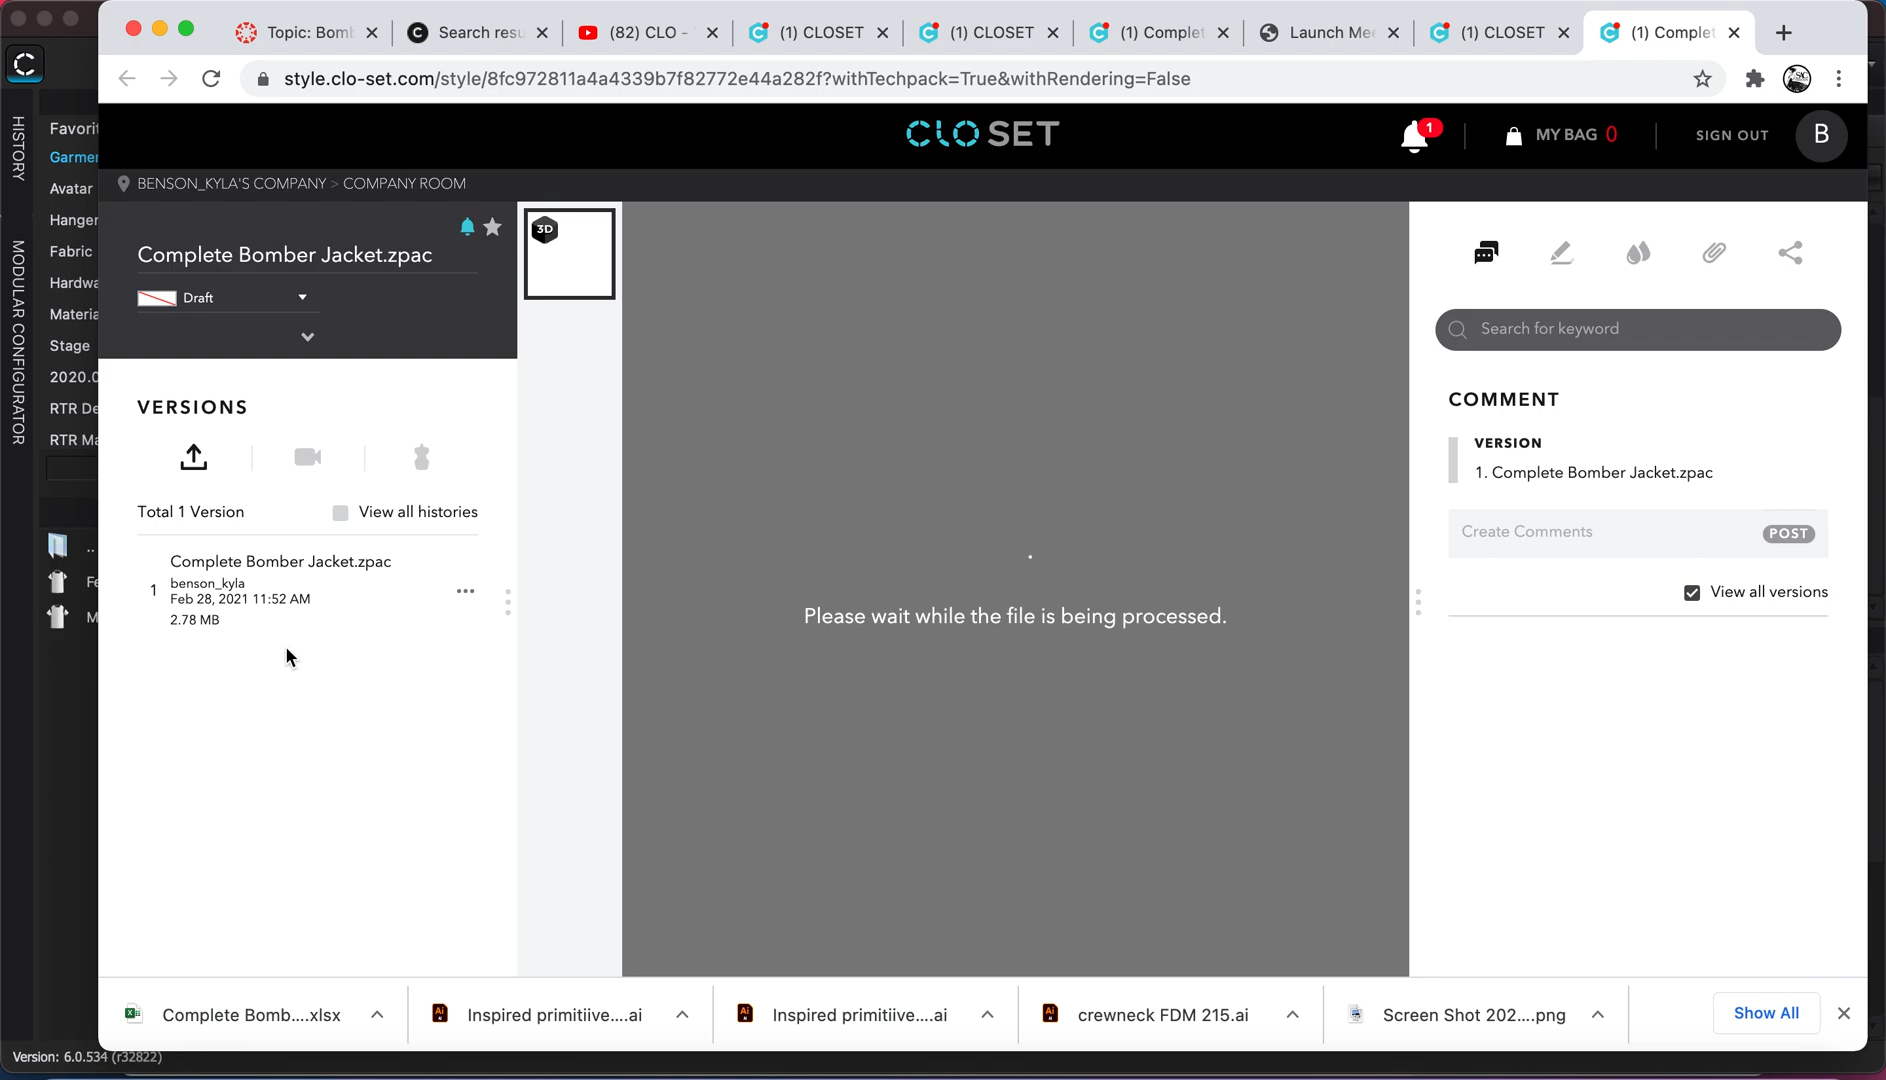 Topic: Bom
Search resu
(82) CLO -
(1) CLOSET
(1) CLOSET
(1) Complet
Launch Mee
(1) CLOSET
(1) Complet
style.clo-set.com/style/8fc972811a4a4339b7f82772e44a282f?withTechpack=True&withRendering=False
CLO SET
1
MY BAG 0
SIGN OUT
B
BENSON_KYLA'S COMPANY > COMPANY ROOM
HISTORY
MODULAR CONFIGURATOR
Favorit
Garmen
Avatar
Hanger
Fabric
Hardwa
Materia
Stage
2020.0
RTR De
RTR Ma
..
Fe
M
Complete Bomber Jacket.zpac
Draft
VERSIONS
Total 1 Version
View all histories
1
Complete Bomber Jacket.zpac
benson_kyla
Feb 28, 2021 11:52 AM
2.78 MB
3D
Please wait while the file is being processed.
Search for keyword
COMMENT
VERSION
1. Complete Bomber Jacket.zpac
Create Comments
POST
View all versions
Complete Bomb....xlsx
Inspired primitiive....ai
Inspired primitiive....ai
crewneck FDM 215.ai
Screen Shot 202....png
Show All
Version: 6.0.534 (r32822)